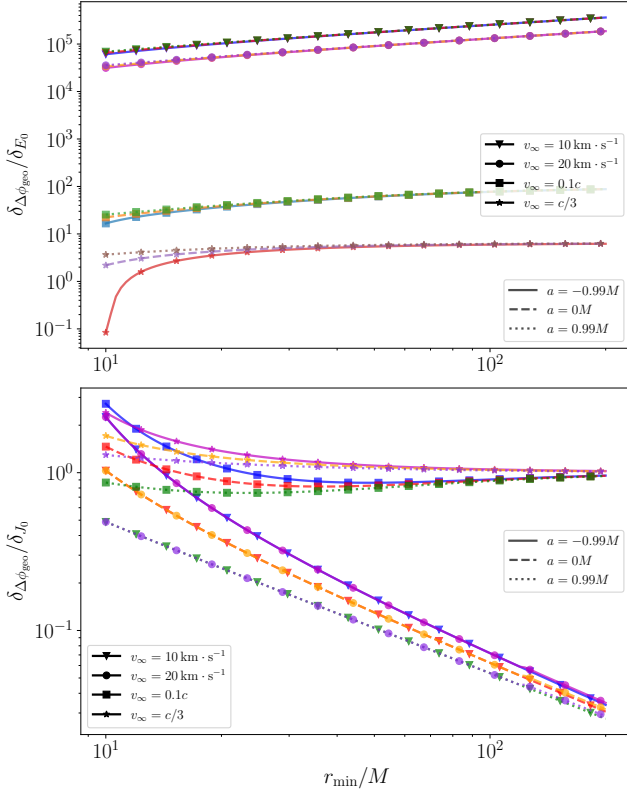 10^5
10^4
10^3
10^2
10^1
10^0
10^{-1}
δ_{Δϕ_geo}/δ_{E_0}
v_∞ = 10 km · s^{-1}
v_∞ = 20 km · s^{-1}
v_∞ = 0.1c
v_∞ = c/3
a = −0.99M
a = 0M
a = 0.99M
10^1
10^2
10^0
10^{-1}
δ_{Δϕ_geo}/δ_{J_0}
a = −0.99M
a = 0M
a = 0.99M
v_∞ = 10 km · s^{-1}
v_∞ = 20 km · s^{-1}
v_∞ = 0.1c
v_∞ = c/3
10^1
10^2
r_min/M